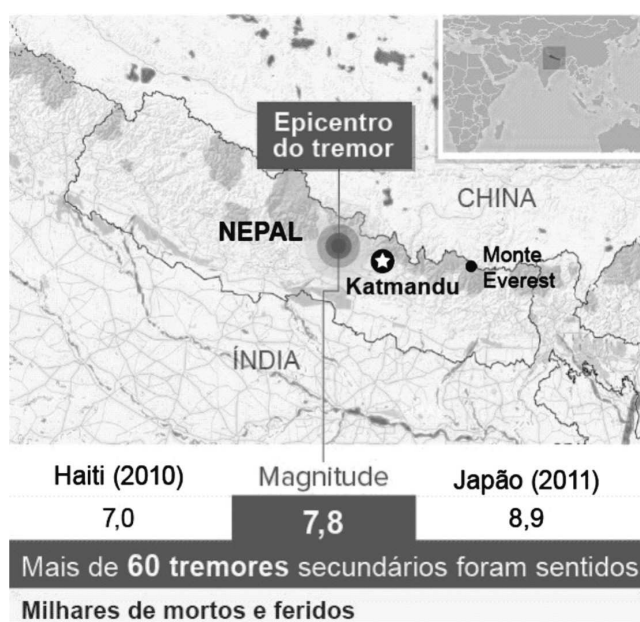 Epicentro
do tremor
CHINA
NEPAL
Monte
Everest
Katmandu
ÍNDIA
Haiti (2010)
Magnitude
Japão (2011)
7,0
7,8
8,9
Mais de 60 tremores secundários foram sentidos
Milhares de mortos e feridos